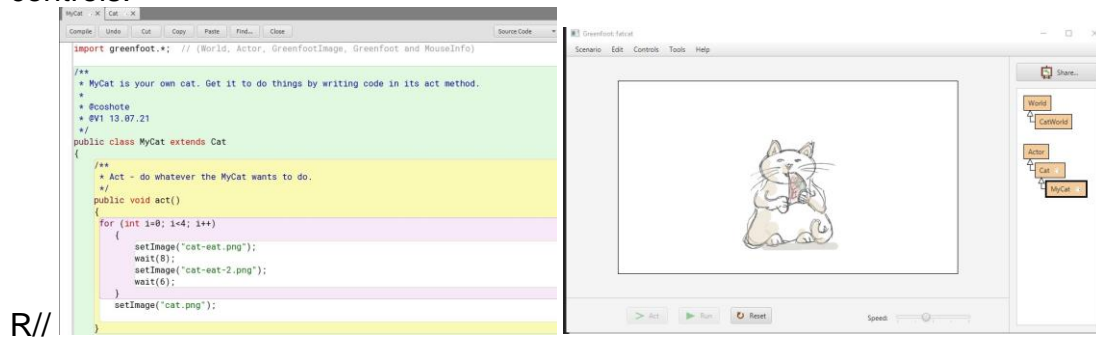 controls.
MyCat X Cat X
Compile Undo Cut Copy Paste Find... Close Source Code
import greenfoot.*; // (World, Actor, GreenfootImage, Greenfoot and MouseInfo)
/**
* MyCat is your own cat. Get it to do things by writing code in its act method.
*
* @coshote
* @V1 13.07.21
*/
public class MyCat extends Cat
{
/**
* Act - do whatever the MyCat wants to do.
*/
public void act()
{
for (int i=0; i<4; i++)
{
setImage("cat-eat.png");
wait(8);
setImage("cat-eat-2.png");
wait(6);
}
setImage("cat.png");
}
R//
Greenfoot: fatcat
Scenario Edit Controls Tools Help
Share...
World
CatWorld
Actor
Cat
MyCat
Act Run Reset Speed: